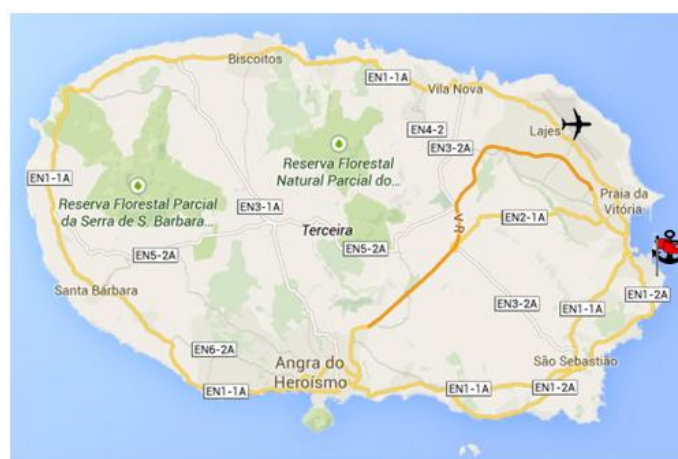 Biscoitos
EN1-1A
Vila Nova
EN4-2
Lajes
EN3-2A
Reserva Florestal
Natural Parcial do...
EN1-1A
Reserva Florestal Parcial
da Serra de S. Barbara...
EN3-1A
Praia da
Vitória
V-R
EN2-1A
Terceira
EN5-2A
EN5-2A
Santa Bárbara
EN3-2A
EN1-1A
EN1-2A
EN6-2A
Angra do
Heroísmo
São Sebastião
EN1-1A
EN1-1A
EN1-2A